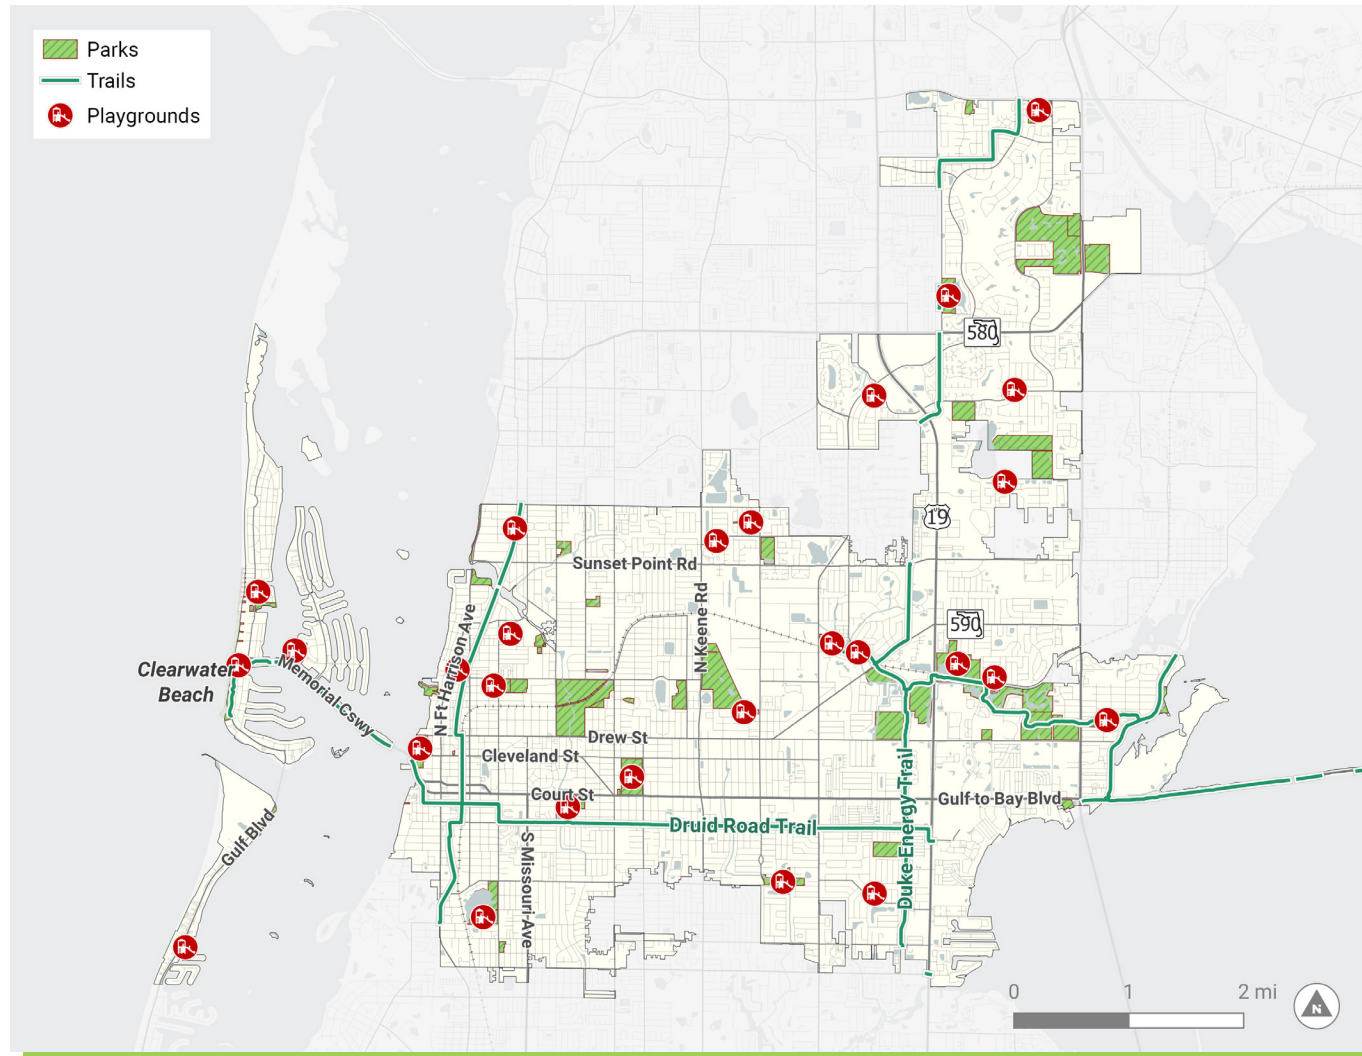 Parks
Trails
Playgrounds
580
19
Sunset Point Rd
N Keene Rd
590
N Ft Harrison Ave
Clearwater
Beach
Memorial Cswy
Drew St
Cleveland St
Court St
Gulf to Bay Blvd
Druid Road Trail
Duke Energy Trail
Gulf Blvd
S Missouri Ave
0 1 2 mi
N